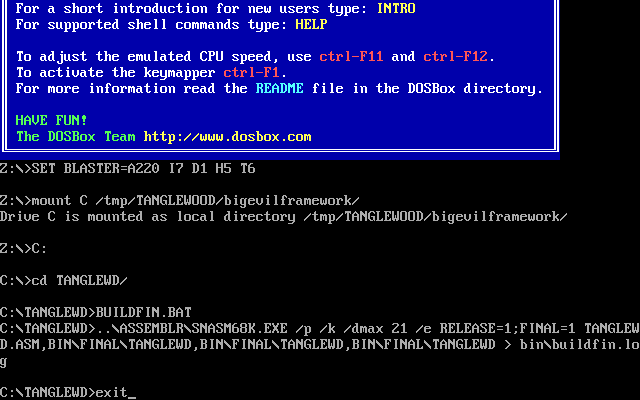 For a short introduction for new users type: INTRO
For supported shell commands type: HELP
To adjust the emulated CPU speed, use ctrl-F11 and ctrl-F12.
To activate the keymapper ctrl-F1.
For more information read the README file in the DOSBox directory.
HAVE FUN!
The DOSBox Team http://www.dosbox.com
Z:\>SET BLASTER=A220 I7 D1 H5 T6
Z:\>mount C /tmp/TANGLEWOOD/bigevilframework/
Drive C is mounted as local directory /tmp/TANGLEWOOD/bigevilframework/
Z:\>C:
C:\>cd TANGLEWD/
C:\TANGLEWD>BUILDFIN.BAT
C:\TANGLEWD>..\ASSEMBLR\SNASM68K.EXE /p /k /dmax 21 /e RELEASE=1;FINAL=1 TANGLEW
D.ASM,BIN\FINAL\TANGLEWD,BIN\FINAL\TANGLEWD,BIN\FINAL\TANGLEWD > bin\buildfin.lo
g
C:\TANGLEWD>exit_